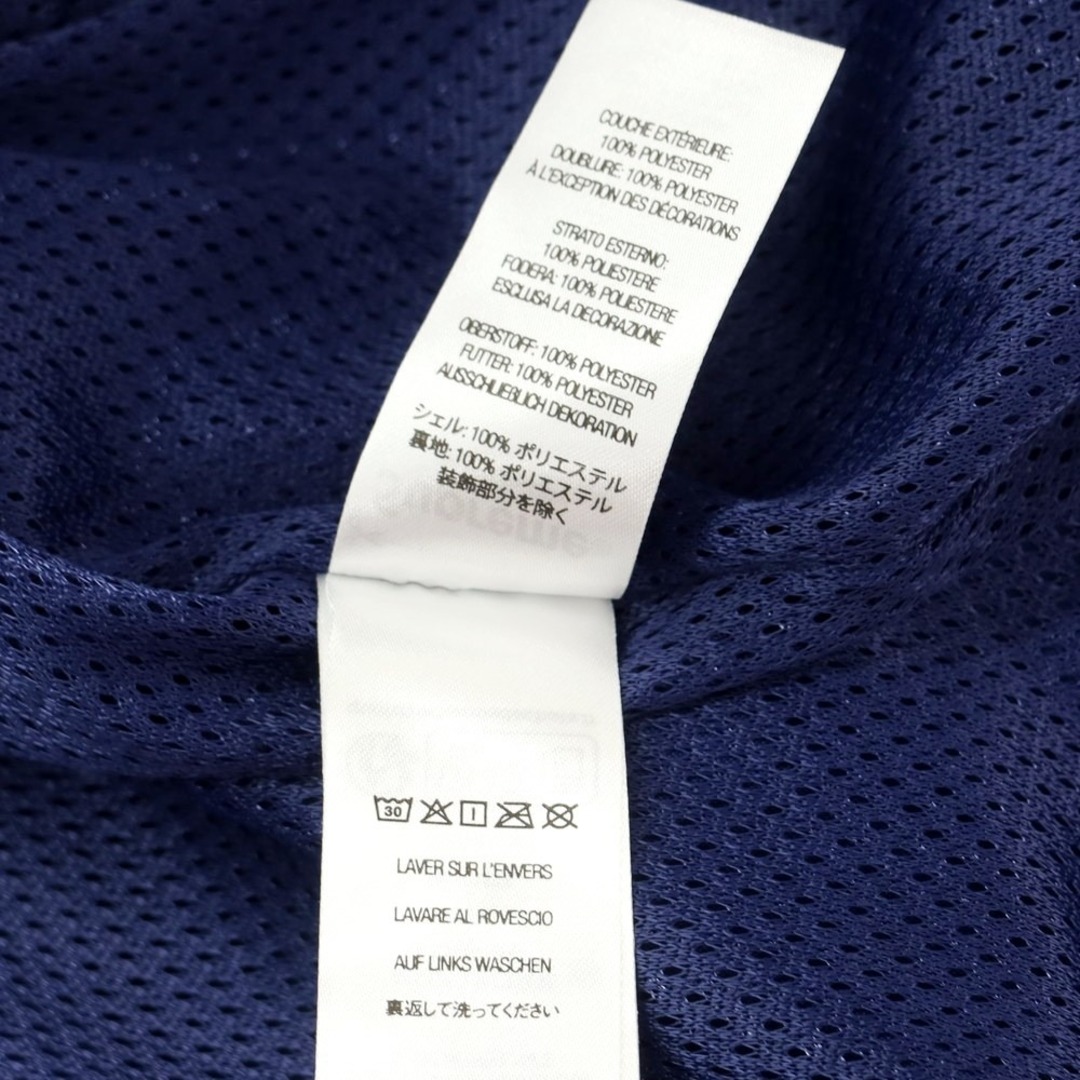 COUCHE EXTÉRIEURE:
100% POLYESTER
DOUBLURE: 100% POLYESTER
À L'EXCEPTION DES DÉCORATIONS
STRATO ESTERNO:
100% POLIESTERE
FODERA: 100% POLIESTERE
ESCLUSA LA DECORAZIONE
OBERSTOFF: 100% POLYESTER
FUTTER: 100% POLYESTER
AUSSCHLIEßLICH DEKORATION
シェル: 100% ポリエステル
裏地: 100% ポリエステル
装飾部分を除く
Supreme
30
LAVER SUR L'ENVERS
LAVARE AL ROVESCIO
AUF LINKS WASCHEN
裏返して洗ってください